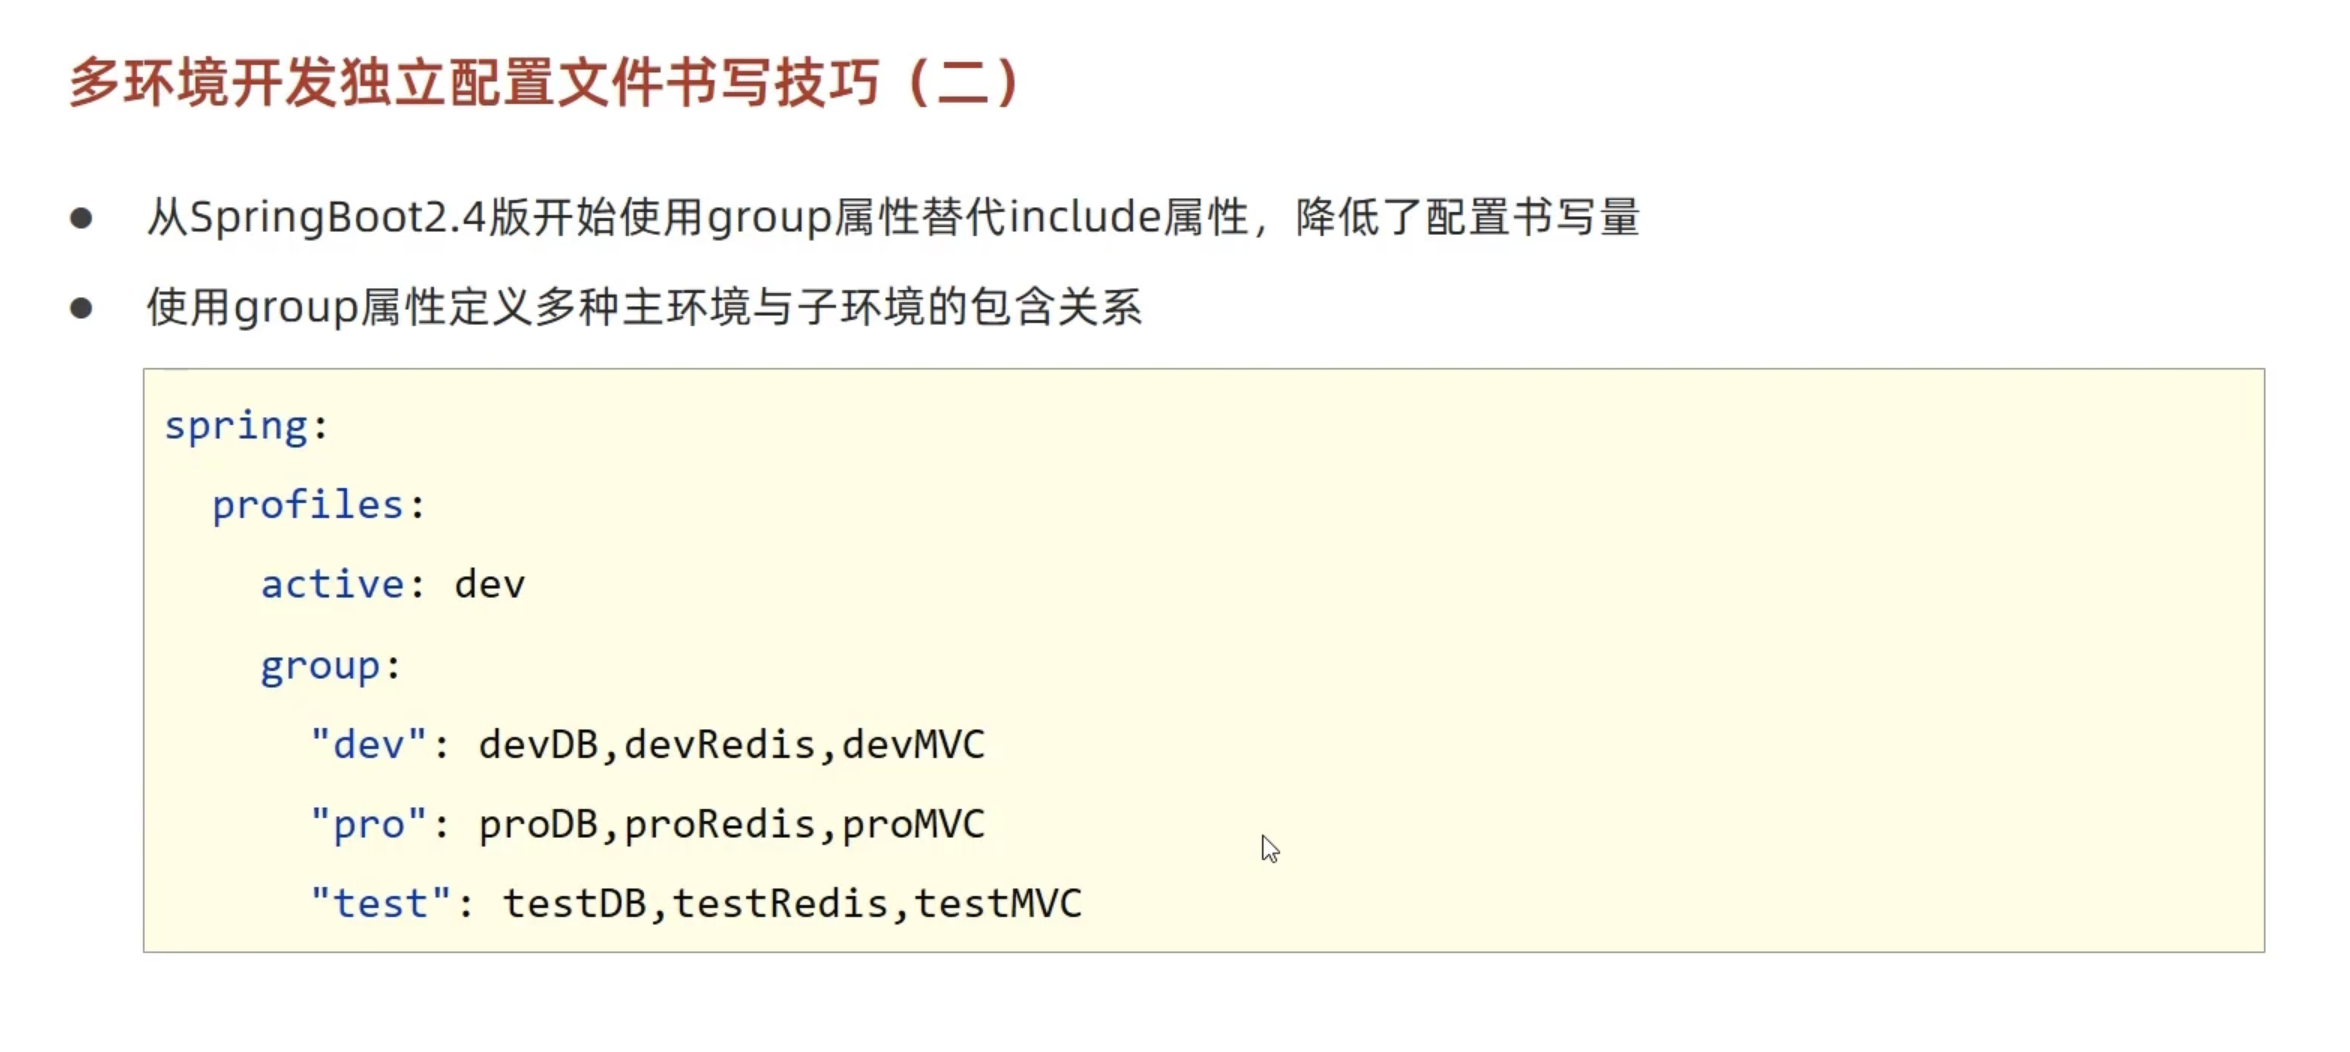 多环境开发独立配置文件书写技巧（二）
● 从SpringBoot2.4版开始使用group属性替代include属性，降低了配置书写量
● 使用group属性定义多种主环境与子环境的包含关系
spring:
  profiles:
    active: dev
    group:
      "dev": devDB,devRedis,devMVC
      "pro": proDB,proRedis,proMVC
      "test": testDB,testRedis,testMVC